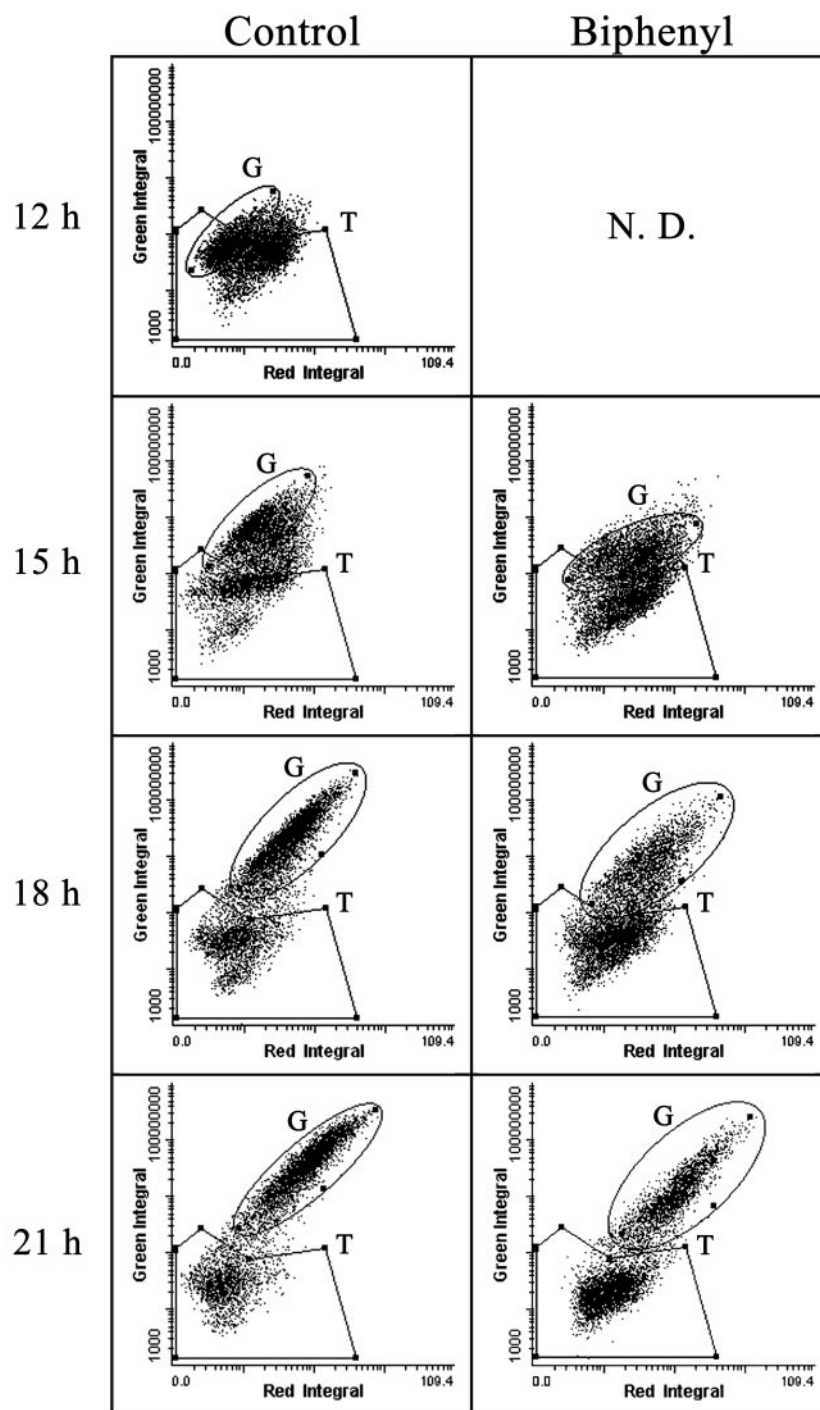 Control Biphenyl
12 h
Green Integral
100000000
1000
G
T
0.0 109.4
Red Integral
N. D.
15 h
Green Integral
100000000
1000
G
T
0.0 109.4
Red Integral
Green Integral
100000000
1000
G
T
0.0 109.4
Red Integral
18 h
Green Integral
100000000
1000
G
T
0.0 109.4
Red Integral
Green Integral
100000000
1000
G
T
0.0 109.4
Red Integral
21 h
Green Integral
100000000
1000
G
T
0.0 109.4
Red Integral
Green Integral
100000000
1000
G
T
0.0 109.4
Red Integral